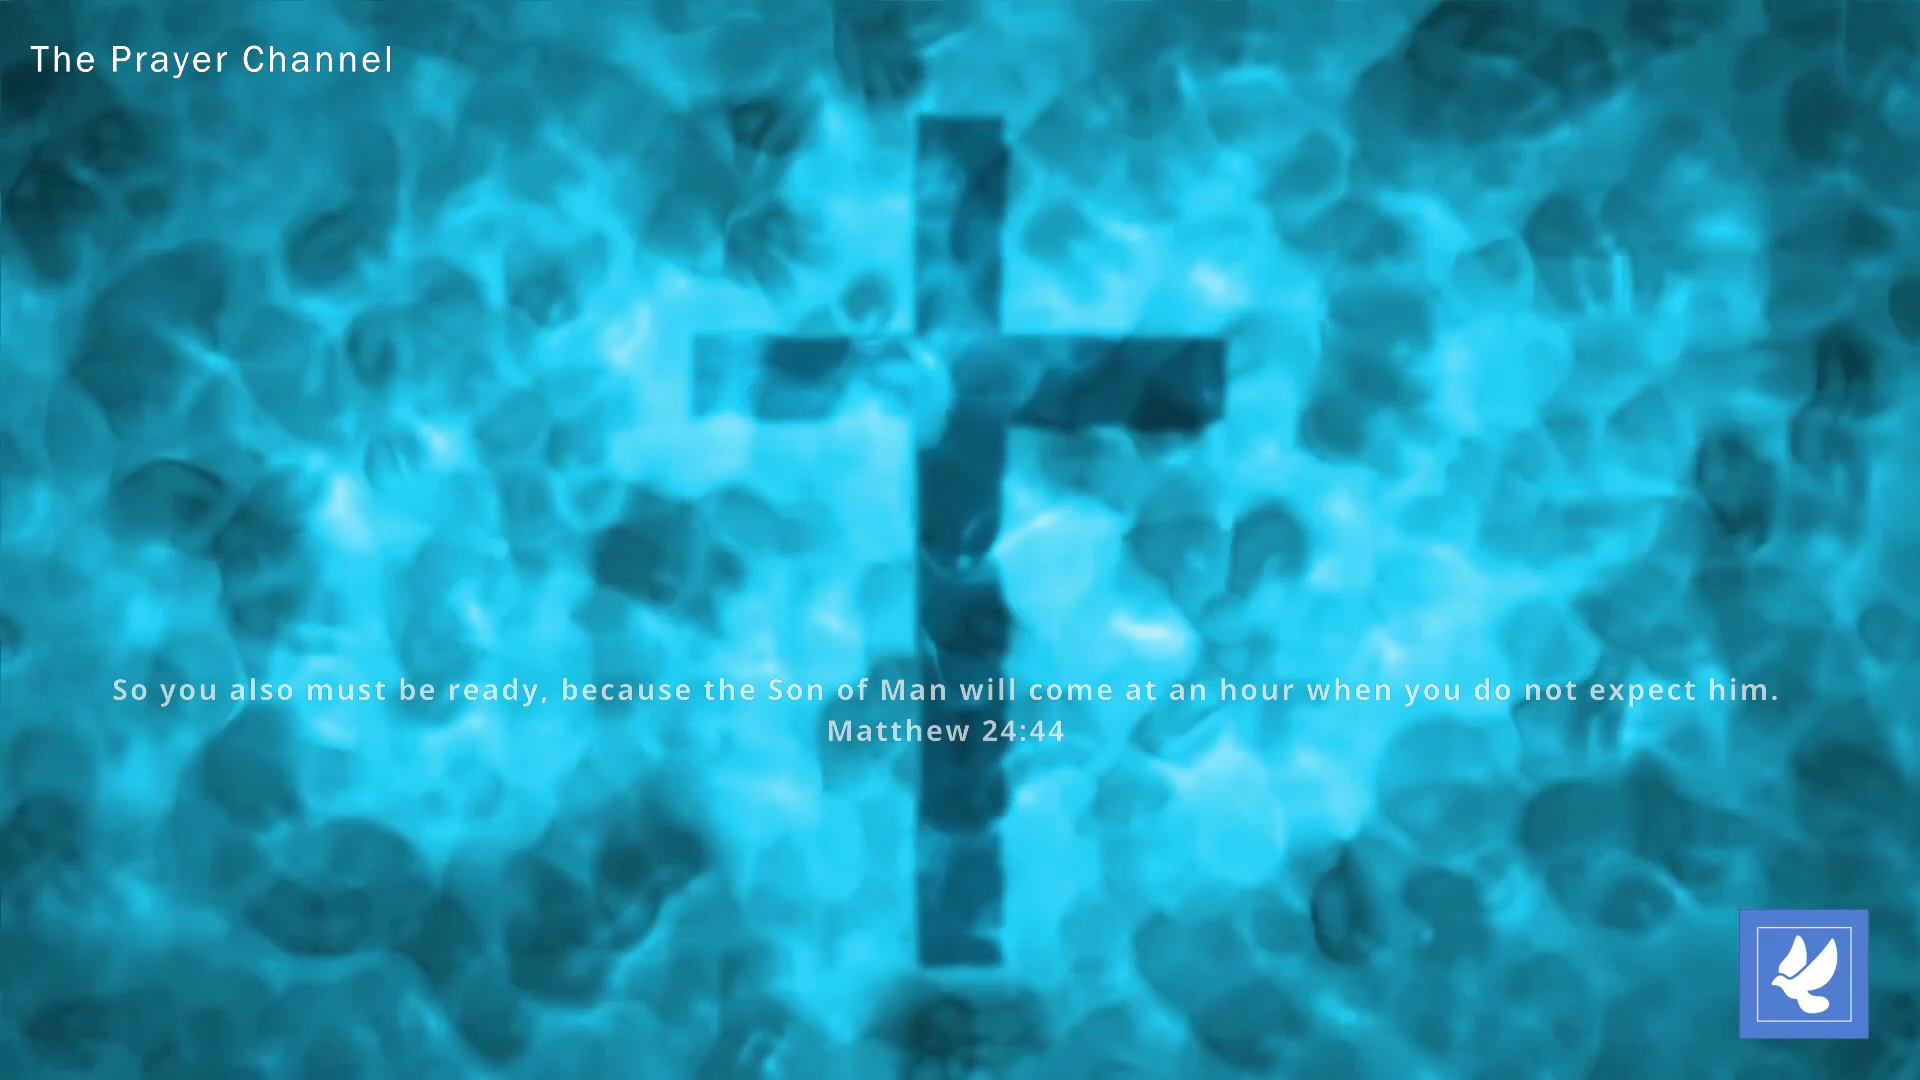 The Prayer Channel
So you also must be ready, because the Son of Man will come at an hour when you do not expect him.
Matthew 24:44